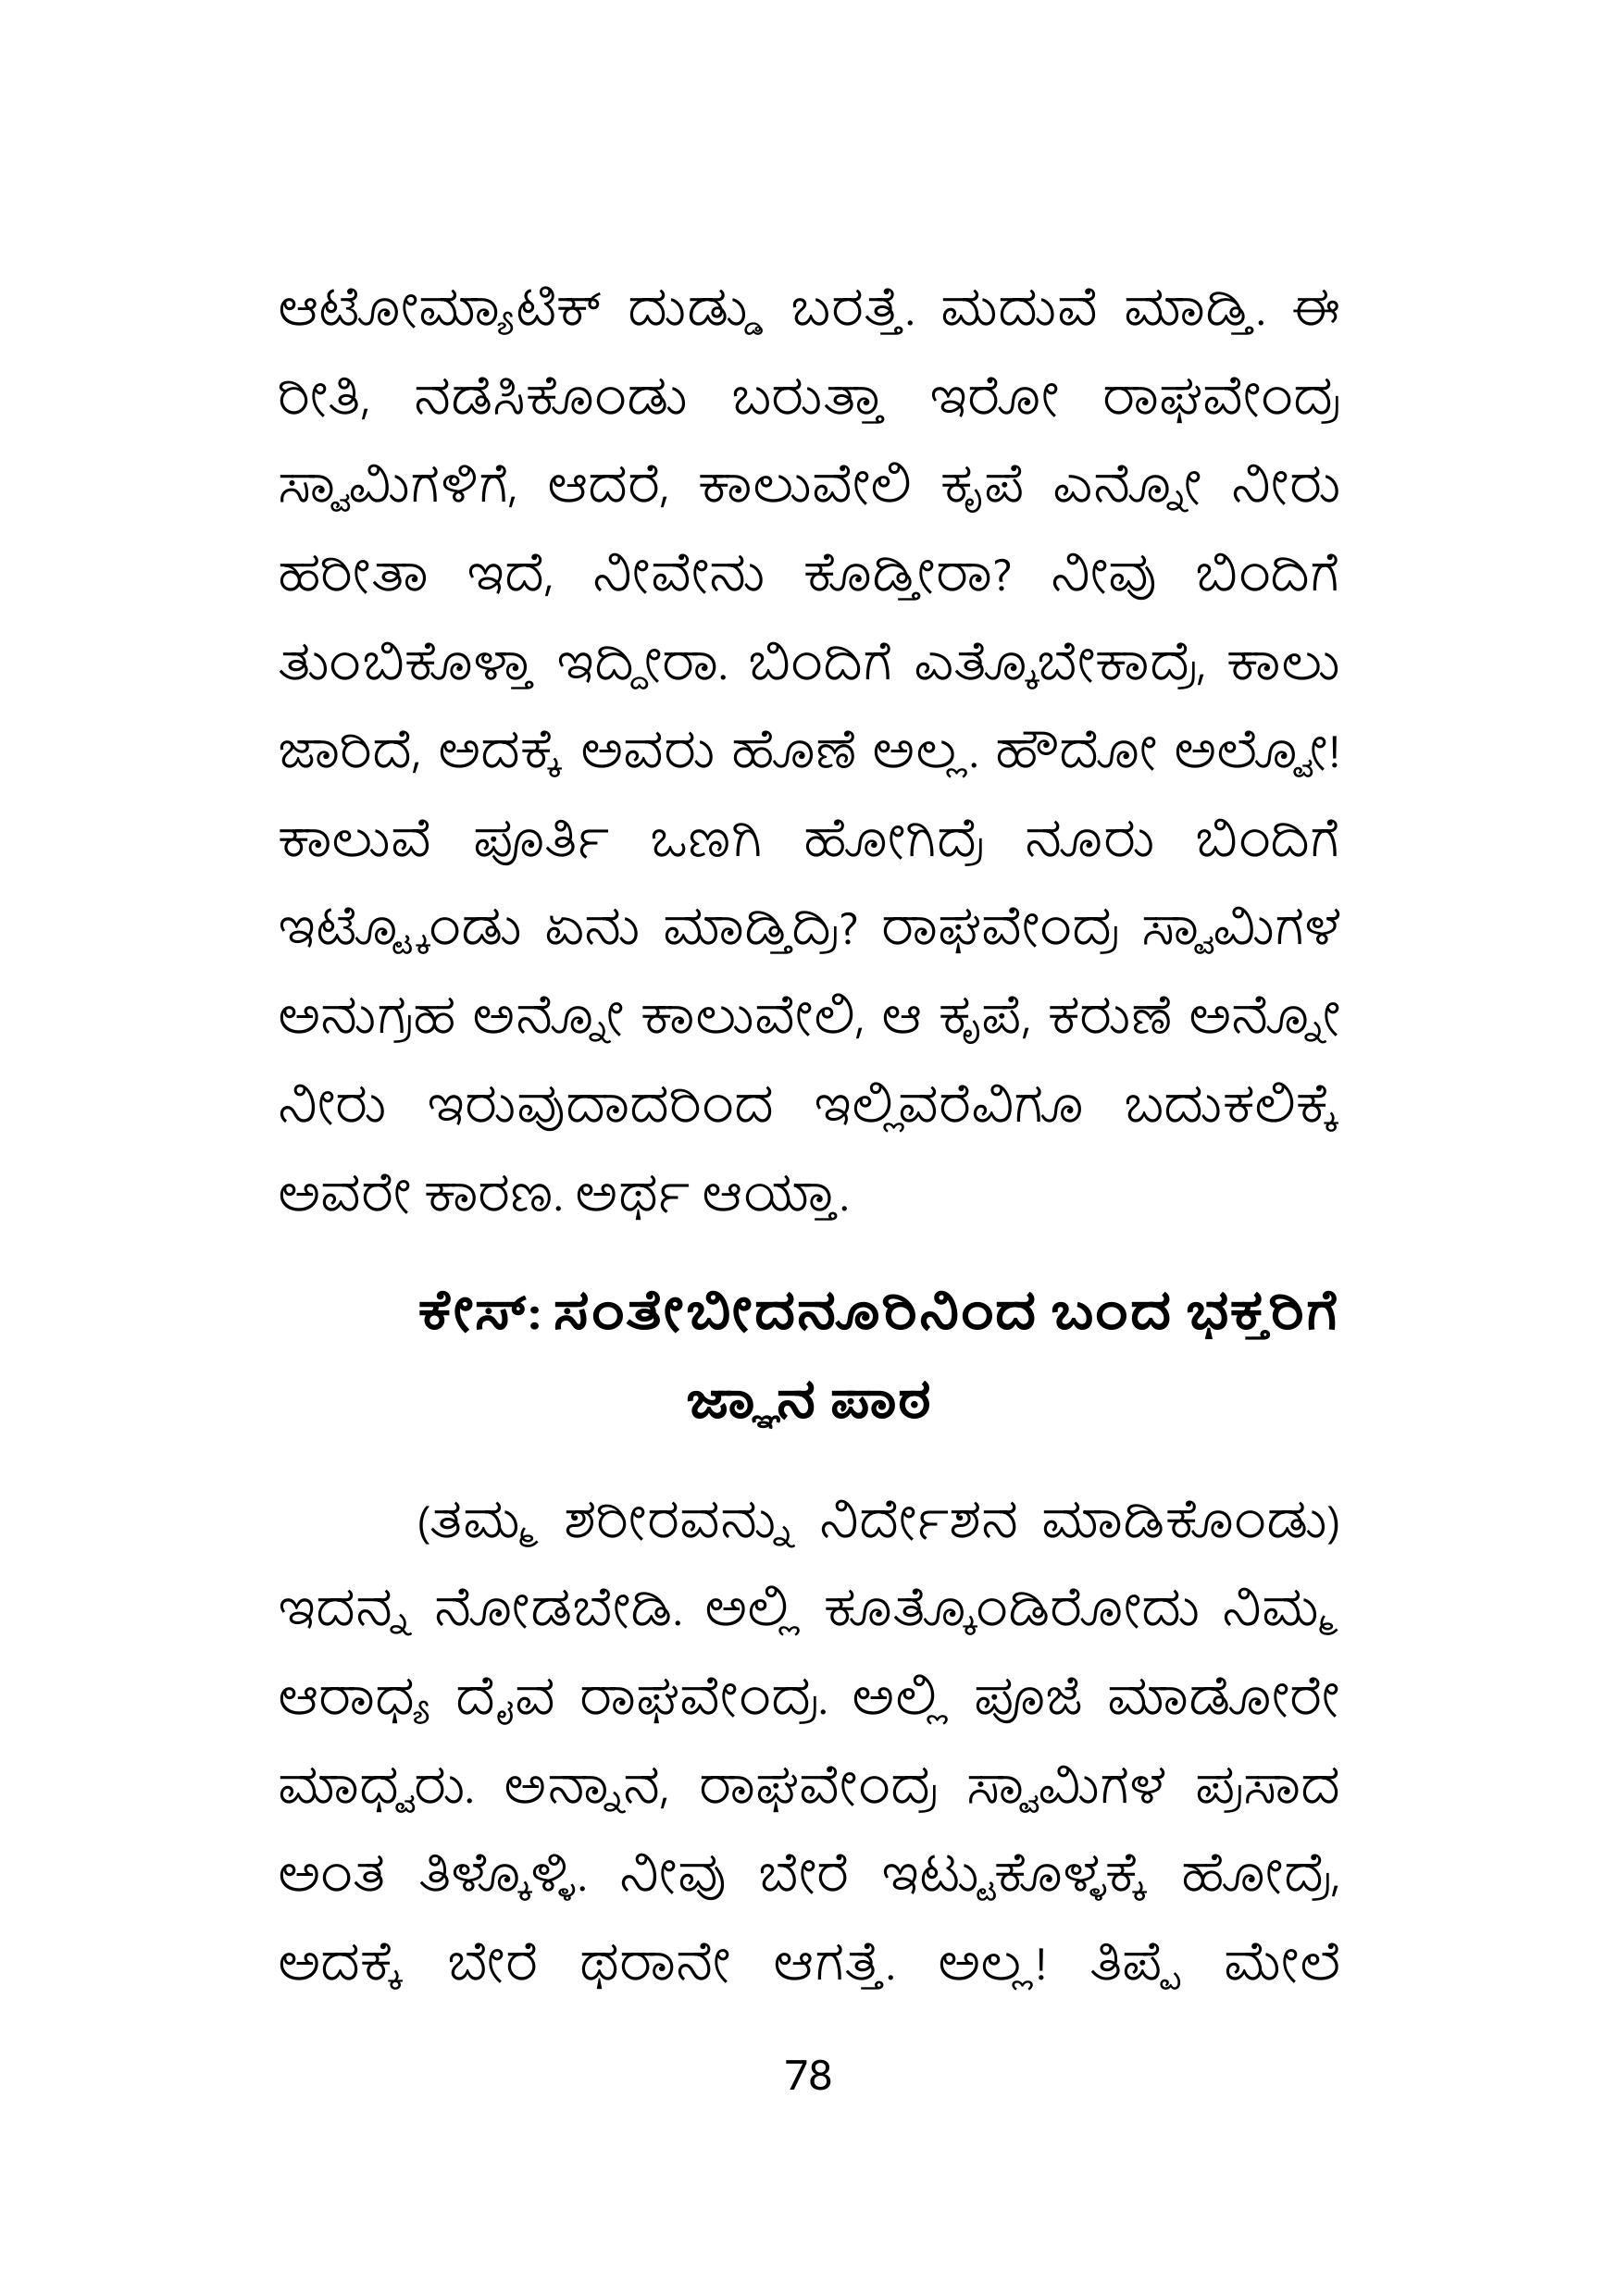 ಆಟೋಮ್ಯಾಟಿಕ್ ದುಡ್ಡು ಬರತ್ತೆ. ಮದುವೆ ಮಾಡ್ತಿ. ಈ
ರೀತಿ, ನಡೆಸಿಕೊಂಡು ಬರುತ್ತಾ ಇರೋ ರಾಘವೇಂದ್ರ
ಸ್ವಾಮಿಗಳಿಗೆ, ಆದರೆ, ಕಾಲುವೇಲಿ ಕೃಪೆ ಎನ್ನೋ ನೀರು
ಹರೀತಾ ಇದೆ, ನೀವೇನು ಕೊಡ್ತೀರಾ? ನೀವು ಬಿಂದಿಗೆ
ತುಂಬಿಕೊಳ್ತಾ ಇದ್ದೀರಾ. ಬಿಂದಿಗೆ ಎತ್ಕೊಬೇಕಾದ್ರೆ, ಕಾಲು
ಜಾರಿದೆ, ಅದಕ್ಕೆ ಅವರು ಹೊಣೆ ಅಲ್ಲ. ಹೌದೋ ಅಲ್ವೋ!
ಕಾಲುವೆ ಪೂರ್ತಿ ಒಣಗಿ ಹೋಗಿದ್ರೆ ನೂರು ಬಿಂದಿಗೆ
ಇಟ್ಟ್ಕೊಂಡು ಏನು ಮಾಡ್ತಿದ್ರಿ? ರಾಘವೇಂದ್ರ ಸ್ವಾಮಿಗಳ
ಅನುಗ್ರಹ ಅನ್ನೋ ಕಾಲುವೇಲಿ, ಆ ಕೃಪೆ, ಕರುಣೆ ಅನ್ನೋ
ನೀರು ಇರುವುದಾದರಿಂದ ಇಲ್ಲಿವರೆವಿಗೂ ಬದುಕಲಿಕ್ಕೆ
ಅವರೇ ಕಾರಣ. ಅರ್ಥ ಆಯ್ತಾ.
ಕೇಸ್: ಸಂತೇಬೀದನೂರಿನಿಂದ ಬಂದ ಭಕ್ತರಿಗೆ
ಜ್ಞಾನ ಪಾಠ
(ತಮ್ಮ ಶರೀರವನ್ನು ನಿರ್ದೇಶನ ಮಾಡಿಕೊಂಡು)
ಇದನ್ನ ನೋಡಬೇಡಿ. ಅಲ್ಲಿ ಕೂತ್ಕೊಂಡಿರೋದು ನಿಮ್ಮ
ಆರಾಧ್ಯ ದೈವ ರಾಘವೇಂದ್ರ. ಅಲ್ಲಿ ಪೂಜೆ ಮಾಡೋರೇ
ಮಾಧ್ವರು. ಅನ್ನಾನ, ರಾಘವೇಂದ್ರ ಸ್ವಾಮಿಗಳ ಪ್ರಸಾದ
ಅಂತ ತಿಳ್ಕೊಳ್ಳಿ. ನೀವು ಬೇರೆ ಇಟ್ಟುಕೊಳ್ಳಕ್ಕೆ ಹೋದ್ರೆ,
ಅದಕ್ಕೆ ಬೇರೆ ಥರಾನೇ ಆಗತ್ತೆ. ಅಲ್ಲ! ತಿಪ್ಪೆ ಮೇಲೆ
78